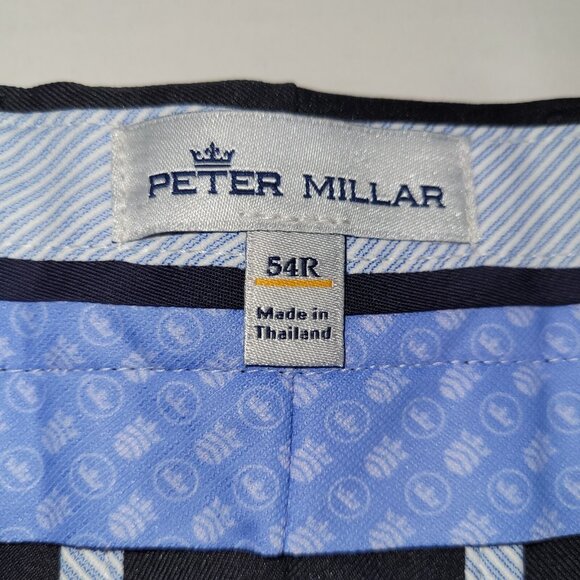 PETER MILLAR
54R
Made in
Thailand